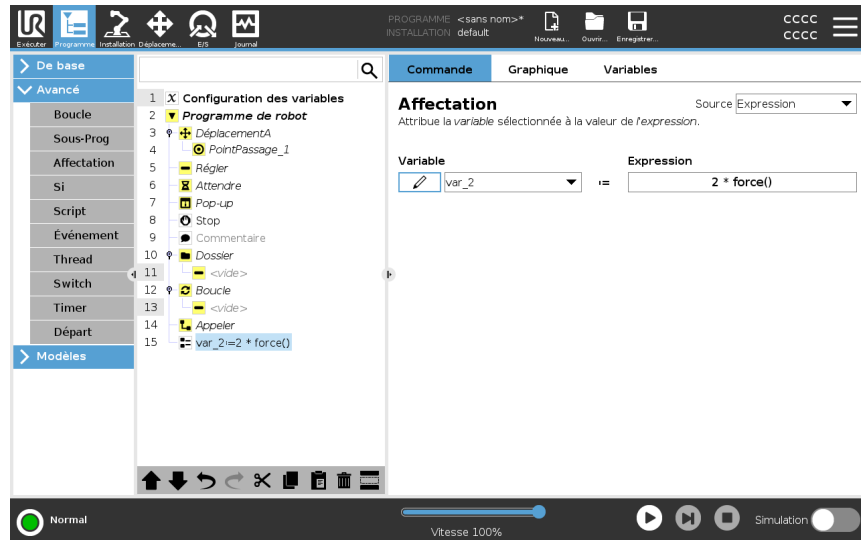 UR
PROGRAMME <sans nom>*
INSTALLATION default
CCCC
CCCC
Exécuter Programme Installation Déplaceme... E/S Journal
Nouveau... Ouvrir... Enregistrer...
De base
Avancé
Boucle
Sous-Prog
Affectation
Si
Script
Événement
Thread
Switch
Timer
Départ
Modèles
1 X Configuration des variables
2 Programme de robot
3 DéplacementA
4 PointPassage_1
5 Régler
6 Attendre
7 Pop-up
8 Stop
9 Commentaire
10 Dossier
11 <vide>
12 Boucle
13 <vide>
14 Appeler
15 var_2:=2 * force()
Commande Graphique Variables
Affectation
Source Expression
Attribue la variable sélectionnée à la valeur de l'expression.
Variable Expression
var_2 := 2 * force()
Normal
Vitesse 100%
Simulation